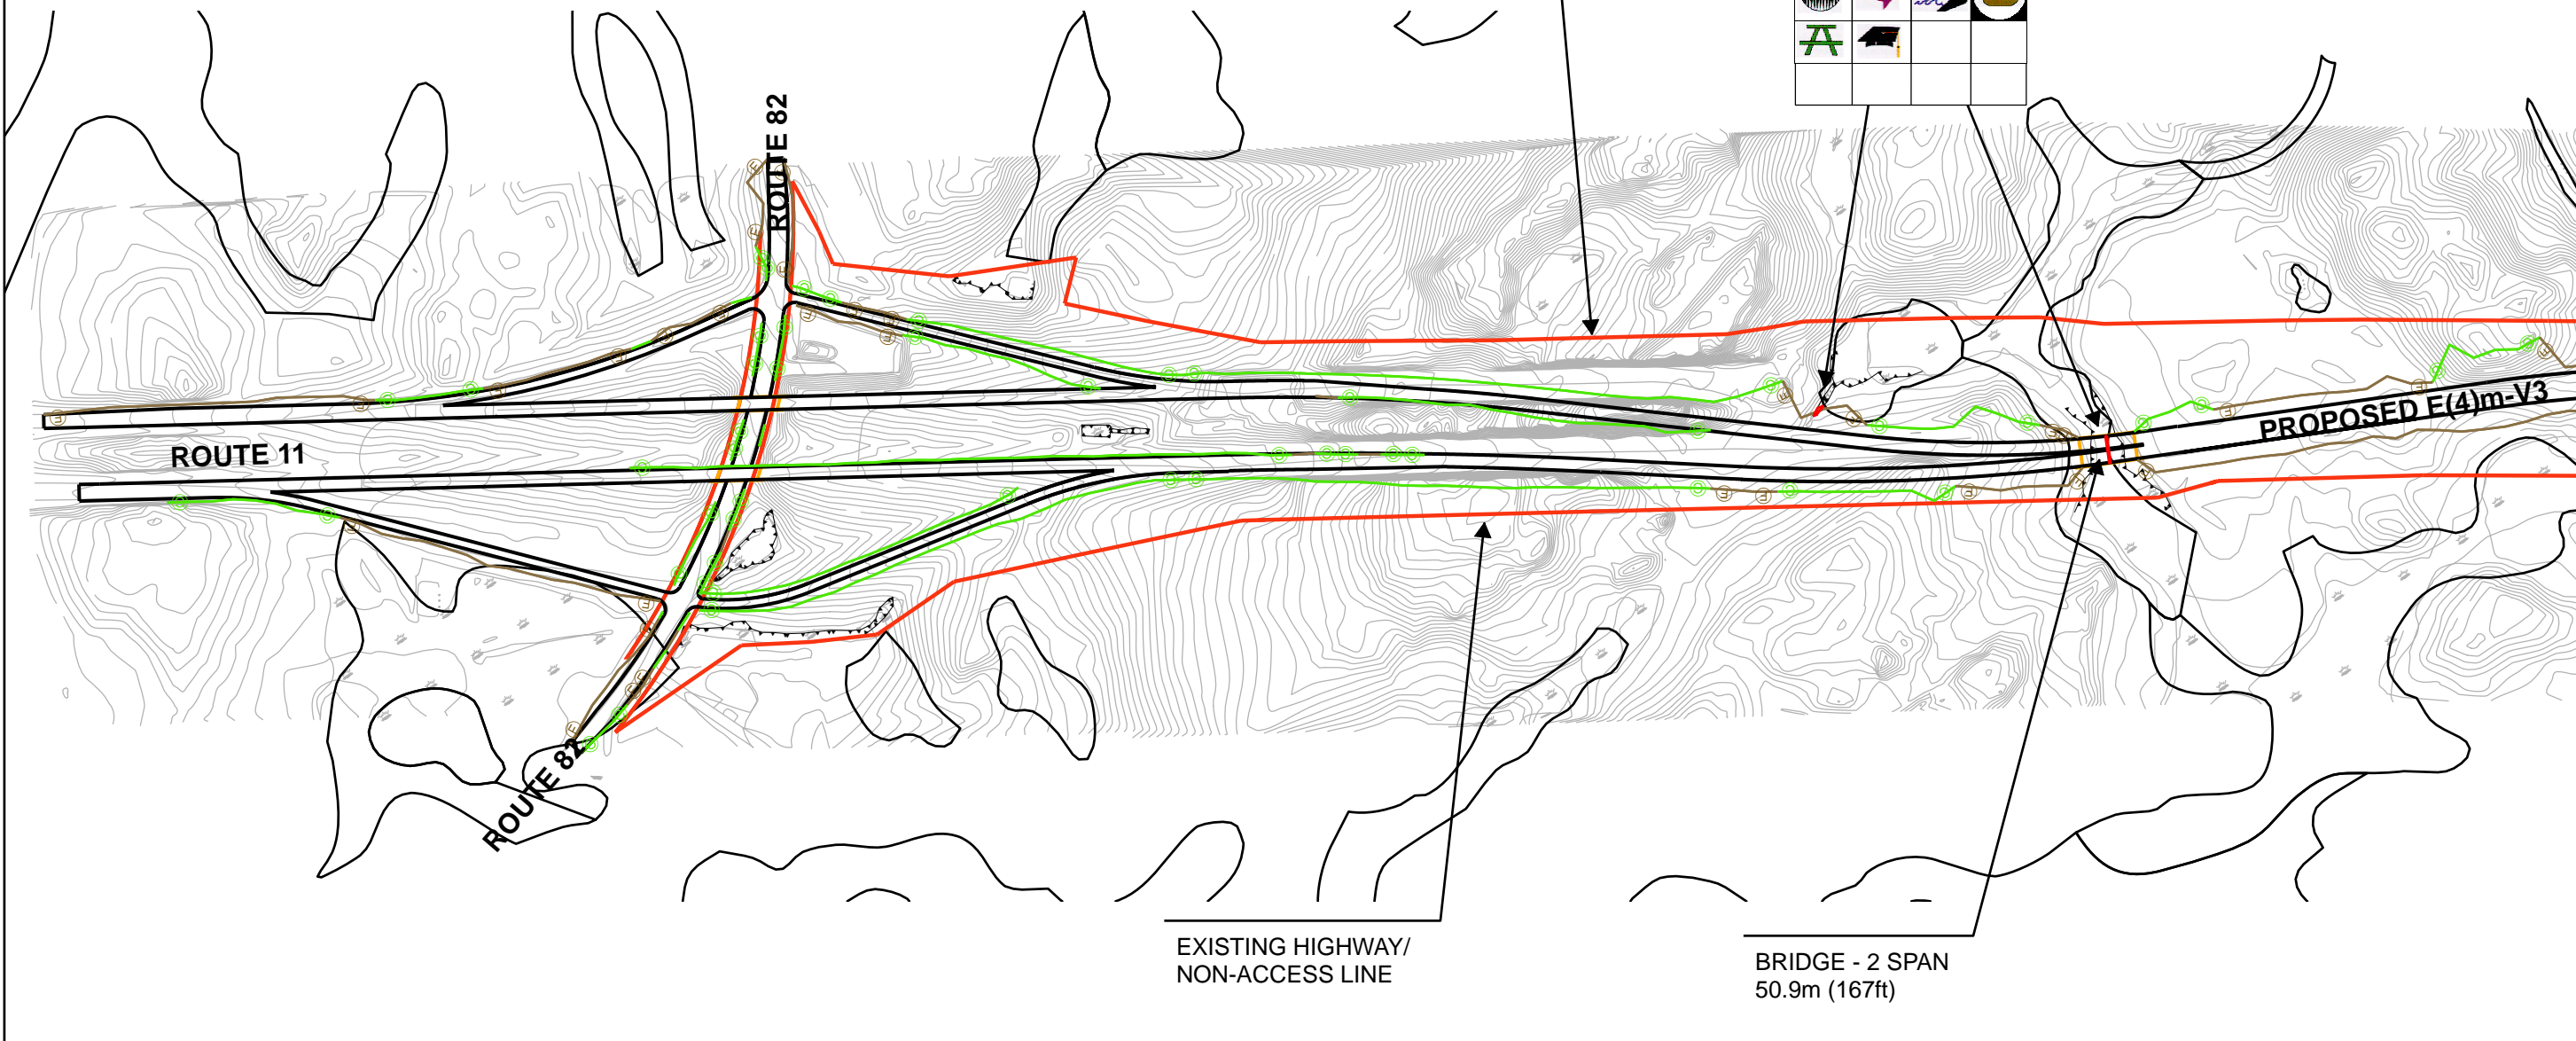 ROUTE 82
ROUTE 11
PROPOSED E(4)m-V3
ROUTE 82
EXISTING HIGHWAY/
NON-ACCESS LINE
BRIDGE - 2 SPAN
50.9m (167ft)